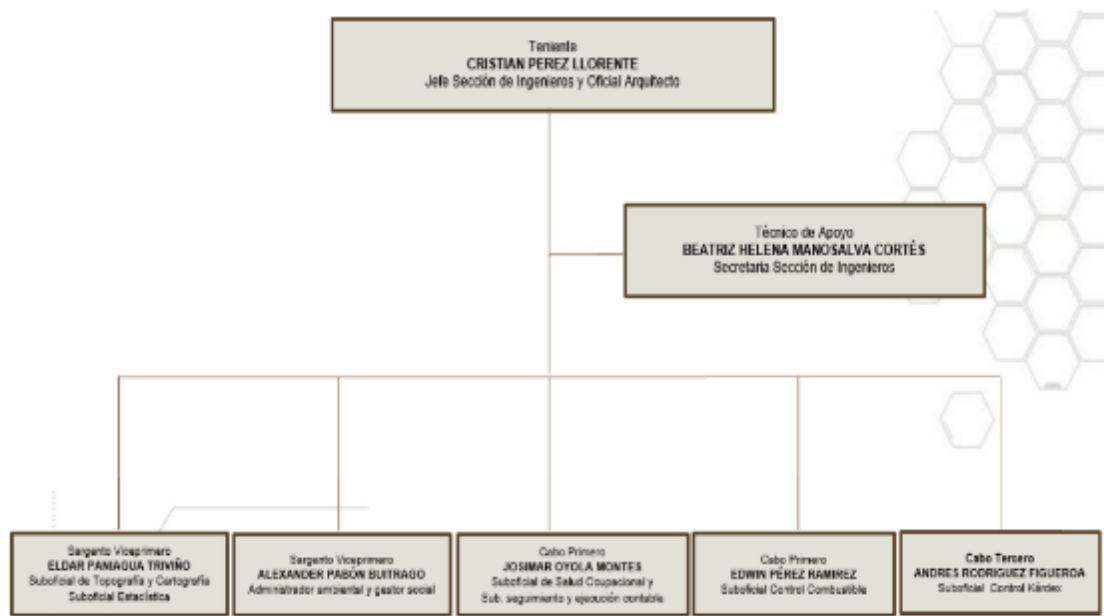 Teniente
CRISTIAN PEREZ LLORENTE
Jefe Sección de Ingenieros y Oficial Arquitecto
Técnico de Apoyo
BEATRIZ HELENA MANOSALVA CORTÉS
Secretaria Sección de Ingenieros
Sargento Viceprimero
ELDAR PANIAGUA TRIVIÑO
Suboficial de Topografía y Cartografía
Suboficial Estacística
Sargento Viceprimero
ALEXANDER PABÓN BUITRAGO
Administrador ambiental y gestor social
Cabo Primero
JOSIMAR OYOLA MONTES
Suboficial de Salud Ocupacional y
Sub. seguimiento y ejecución contable
Cabo Primero
EDWIN PÉREZ RAMIREZ
Suboficial Control Combustible
Cabo Tercero
ANDRES RODRIGUEZ FIGUEROA
Suboficial Control Kárdex